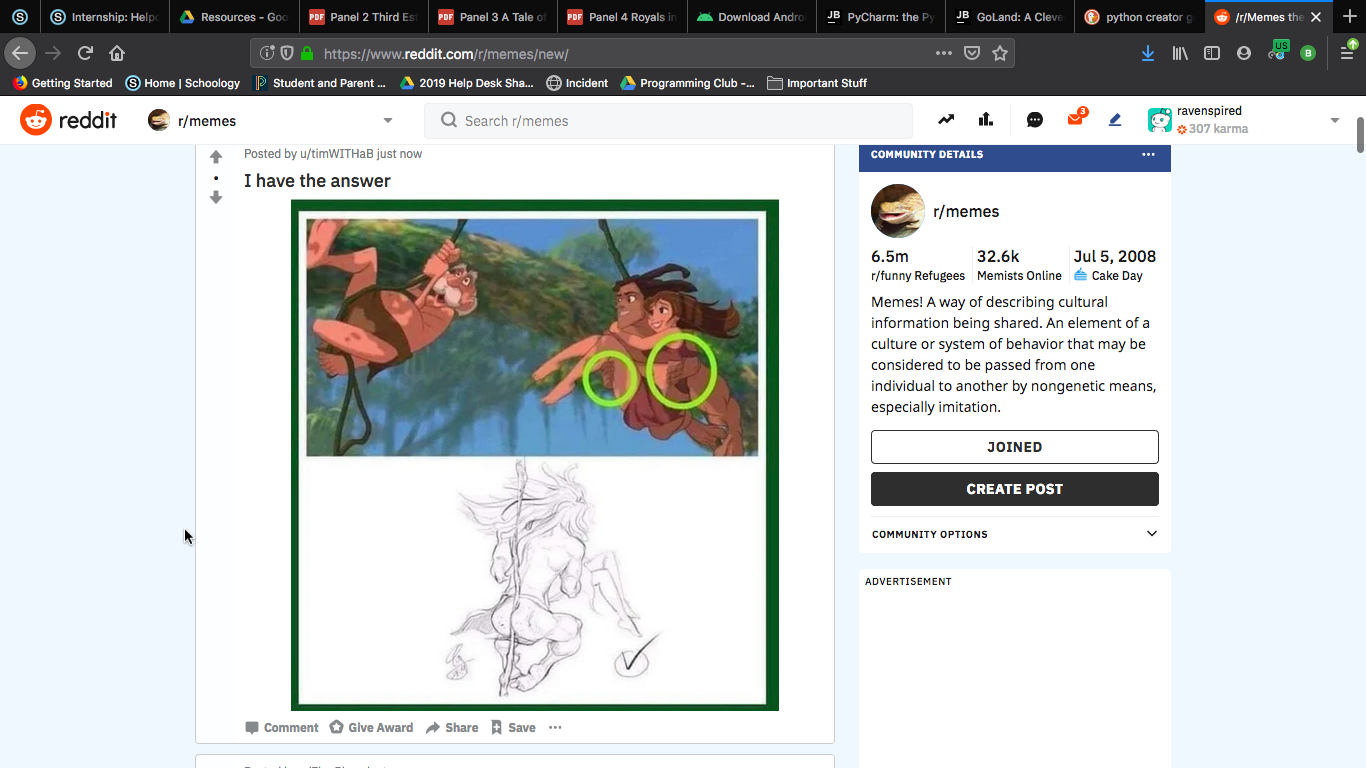 Internship: Help
Resources - Goo
Panel 2 Third Est
Panel 3 A Tale of
Panel 4 Royals in
Download Andro
PyCharm: the Py
GoLand: A Cleve
python creator g
/r/Memes the
https://www.reddit.com/r/memes/new/
US
B
Getting Started
Home | Schoology
Student and Parent ...
2019 Help Desk Sha...
Incident
Programming Club -...
Important Stuff
reddit
r/memes
Search r/memes
3
ravenspired
307 karma
Posted by u/timWITHaB just now
I have the answer
Comment
Give Award
Share
Save
COMMUNITY DETAILS
r/memes
6.5m
32.6k
Jul 5, 2008
r/funny Refugees
Memists Online
Cake Day
Memes! A way of describing cultural
information being shared. An element of a
culture or system of behavior that may be
considered to be passed from one
individual to another by nongenetic means,
especially imitation.
JOINED
CREATE POST
COMMUNITY OPTIONS
ADVERTISEMENT